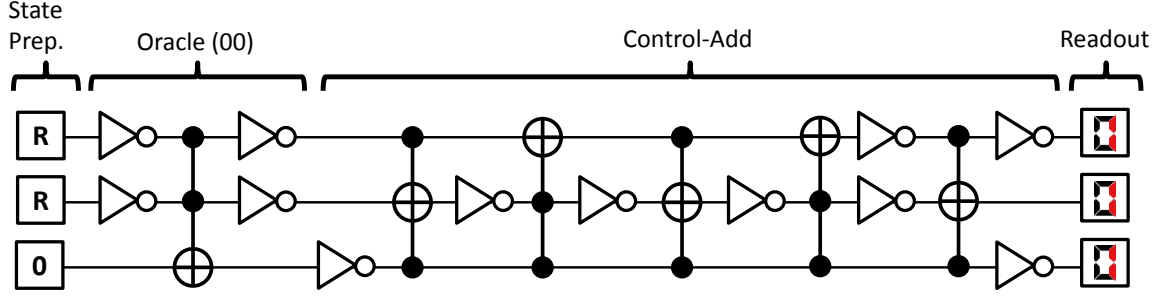 State
Prep.
Oracle (00)
Control-Add
Readout
R
R
0